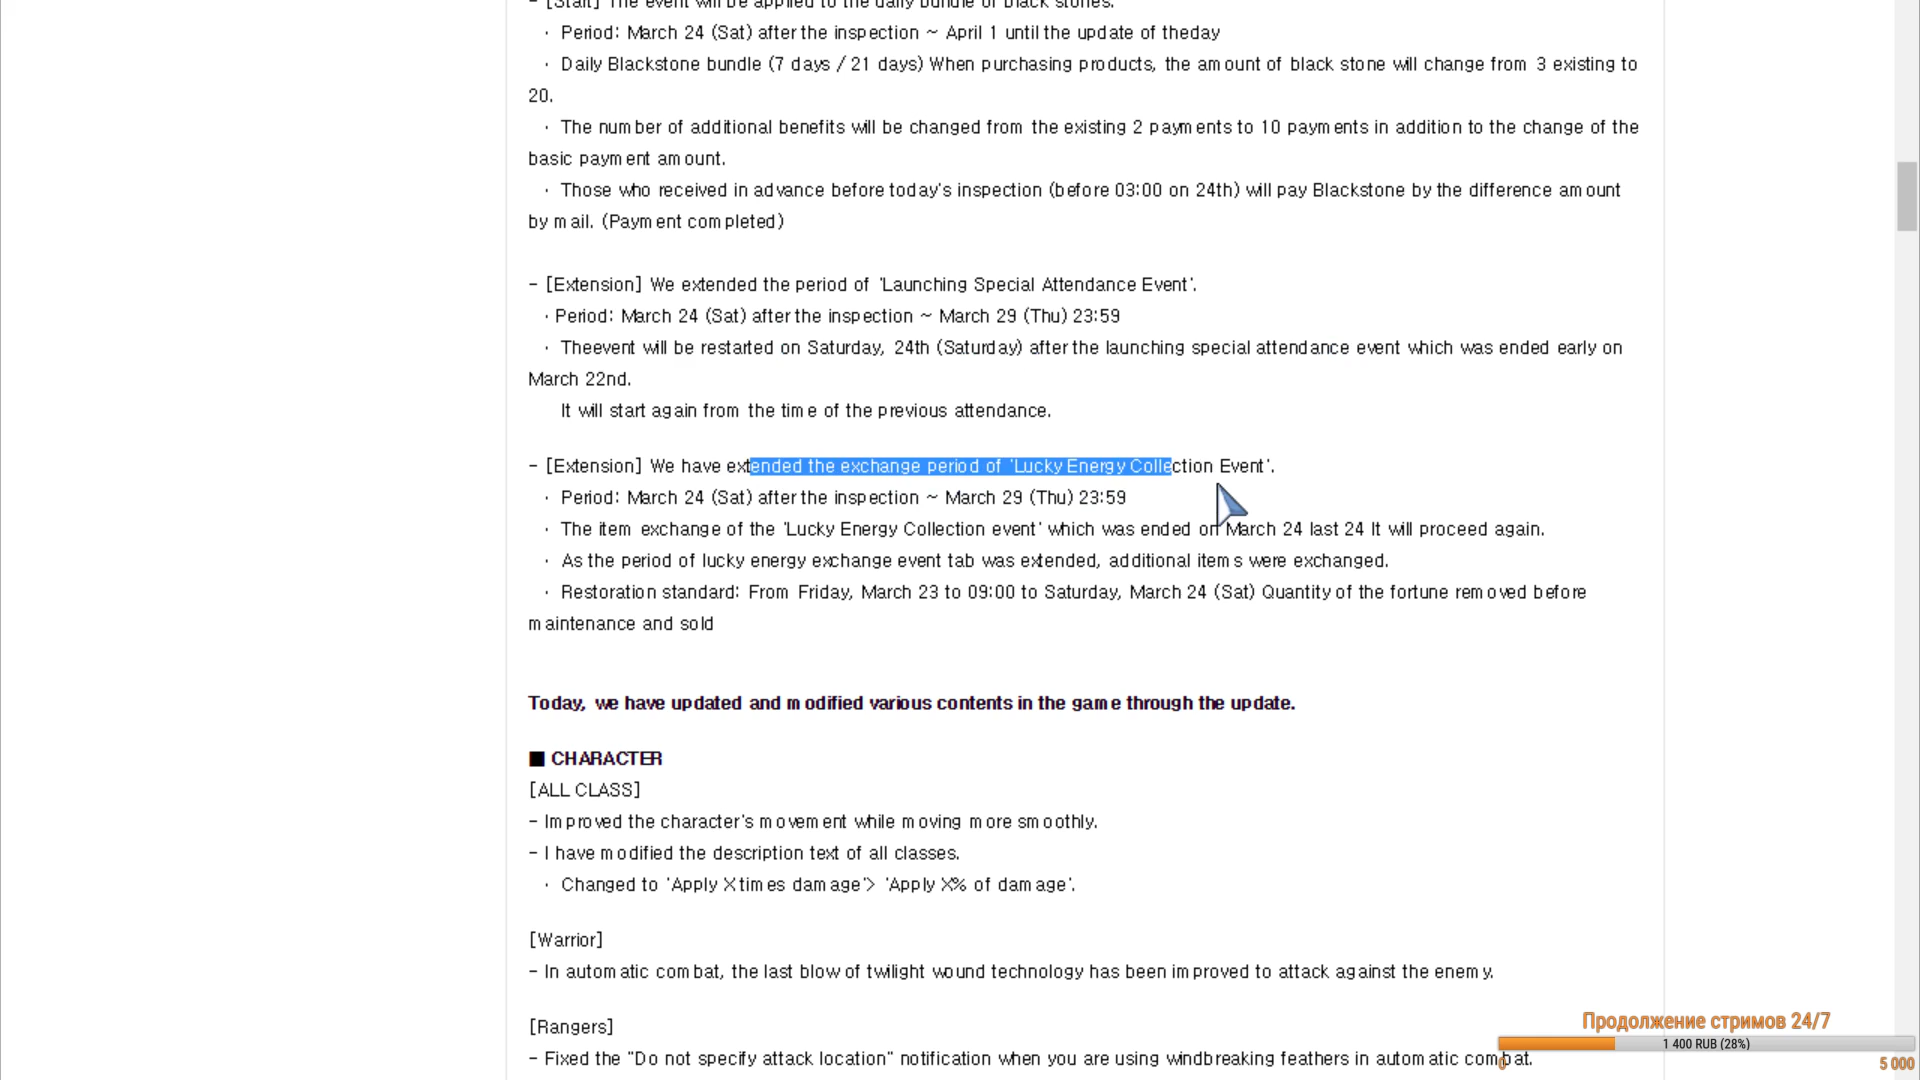 - [Start] The event will be applied to the daily bundle of black stones.
· Period: March 24 (Sat) after the inspection ~ April 1 until the update of theday
· Daily Blackstone bundle (7 days / 21 days) When purchasing products, the amount of black stone will change from 3 existing to
20.
· The number of additional benefits will be changed from the existing 2 payments to 10 payments in addition to the change of the
basic payment amount.
· Those who received in advance before today's inspection (before 03:00 on 24th) will pay Blackstone by the difference amount
by mail. (Payment completed)
- [Extension] We extended the period of 'Launching Special Attendance Event'.
· Period: March 24 (Sat) after the inspection ~ March 29 (Thu) 23:59
· Theevent will be restarted on Saturday, 24th (Saturday) after the launching special attendance event which was ended early on
March 22nd.
It will start again from the time of the previous attendance.
- [Extension] We have extended the exchange period of 'Lucky Energy Collection Event'.
· Period: March 24 (Sat) after the inspection ~ March 29 (Thu) 23:59
· The item exchange of the 'Lucky Energy Collection event' which was ended on March 24 last 24 It will proceed again.
· As the period of lucky energy exchange event tab was extended, additional items were exchanged.
· Restoration standard: From Friday, March 23 to 09:00 to Saturday, March 24 (Sat) Quantity of the fortune removed before
maintenance and sold
Today, we have updated and modified various contents in the game through the update.
■ CHARACTER
[ALL CLASS]
- Improved the character's movement while moving more smoothly.
- I have modified the description text of all classes.
· Changed to 'Apply X times damage'> 'Apply X% of damage'.
[Warrior]
- In automatic combat, the last blow of twilight wound technology has been improved to attack against the enemy.
[Rangers]
- Fixed the "Do not specify attack location" notification when you are using windbreaking feathers in automatic combat.
Продолжение стримов 24/7
1 400 RUB (28%)
0
5 000